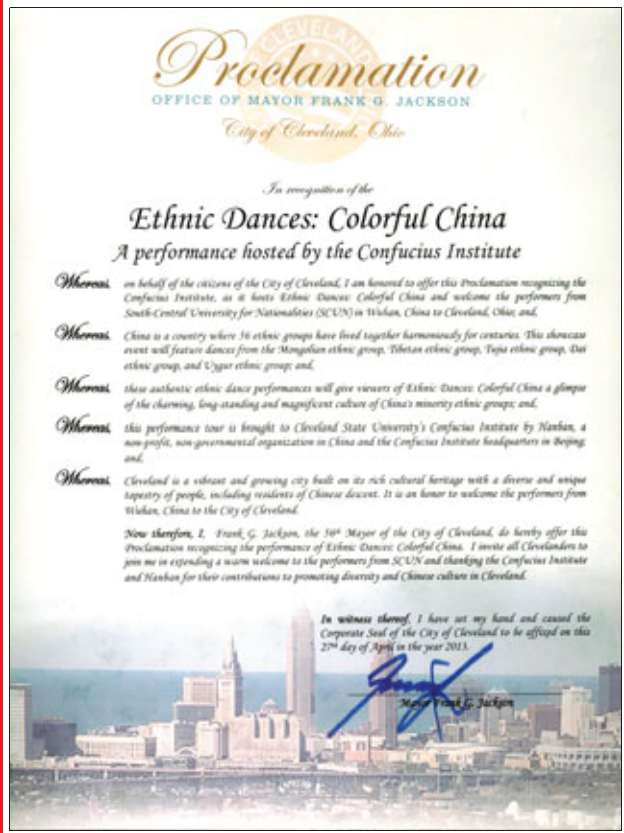 Proclamation
OFFICE OF MAYOR FRANK G. JACKSON
City of Cleveland, Ohio
In recognition of the
Ethnic Dances: Colorful China
A performance hosted by the Confucius Institute
Whereas, on behalf of the citizens of the City of Cleveland, I am honored to offer this Proclamation recognizing the
Confucius Institute, as it hosts Ethnic Dances: Colorful China and welcome the performers from
South-Central University for Nationalities (SCUN) in Wuhan, China to Cleveland, Ohio; and,
Whereas, China is a country where 56 ethnic groups have lived together harmoniously for centuries. This showcase
event will feature dances from the Mongolian ethnic group, Tibetan ethnic group, Tujia ethnic group, Dai
ethnic group, and Uygur ethnic group; and,
Whereas, these authentic ethnic dance performances will give viewers of Ethnic Dances: Colorful China a glimpse
of the charming, long-standing and magnificent culture of China's minority ethnic groups; and,
Whereas, this performance tour is brought to Cleveland State University's Confucius Institute by Hanban, a
non-profit, non-governmental organization in China and the Confucius Institute headquarters in Beijing;
and,
Whereas, Cleveland is a vibrant and growing city built on its rich cultural heritage with a diverse and unique
tapestry of people, including residents of Chinese descent. It is an honor to welcome the performers from
Wuhan, China to the City of Cleveland.
Now therefore, I, Frank G. Jackson, the 56th Mayor of the City of Cleveland, do hereby offer this
Proclamation recognizing the performance of Ethnic Dances: Colorful China. I invite all Clevelanders to
join me in extending a warm welcome to the performers from SCUN and thanking the Confucius Institute
and Hanban for their contributions to promoting diversity and Chinese culture in Cleveland.
In witness thereof, I have set my hand and caused the
Corporate Seal of the City of Cleveland to be affixed on this
27th day of April in the year 2013.
Mayor Frank G. Jackson